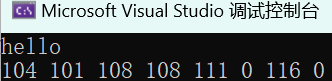 Microsoft Visual Studio 调试控制台
hello
104 101 108 108 111 0 116 0